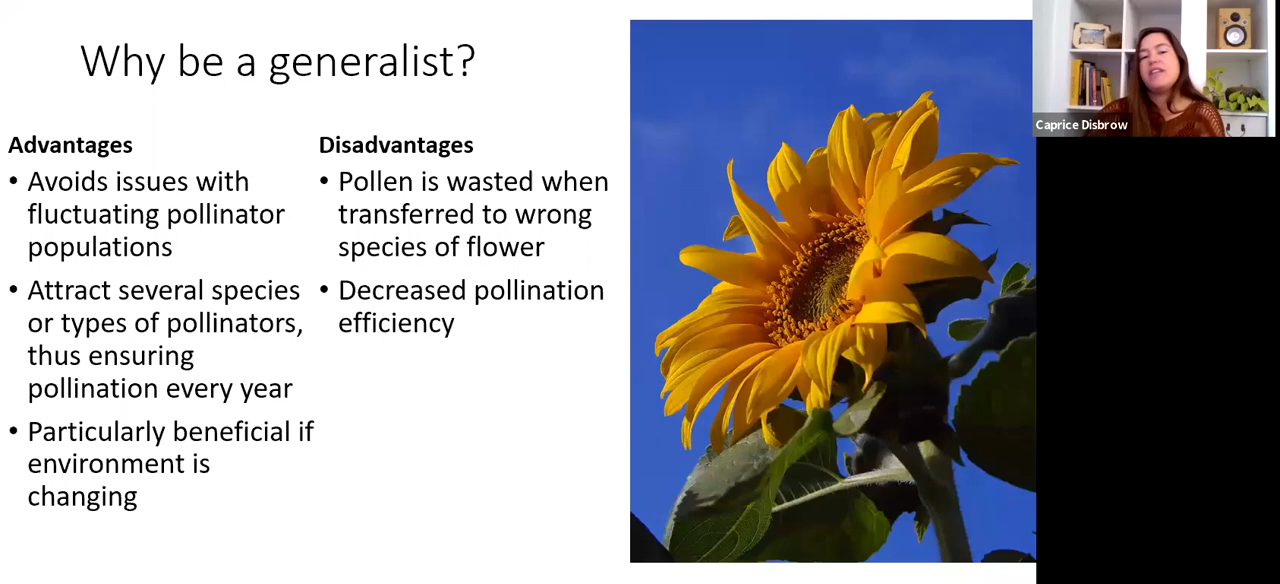 Why be a generalist?
Advantages
• Avoids issues with
fluctuating pollinator
populations
• Attract several species
or types of pollinators,
thus ensuring
pollination every year
• Particularly beneficial if
environment is
changing
Disadvantages
• Pollen is wasted when
transferred to wrong
species of flower
• Decreased pollination
efficiency
Caprice Disbrow